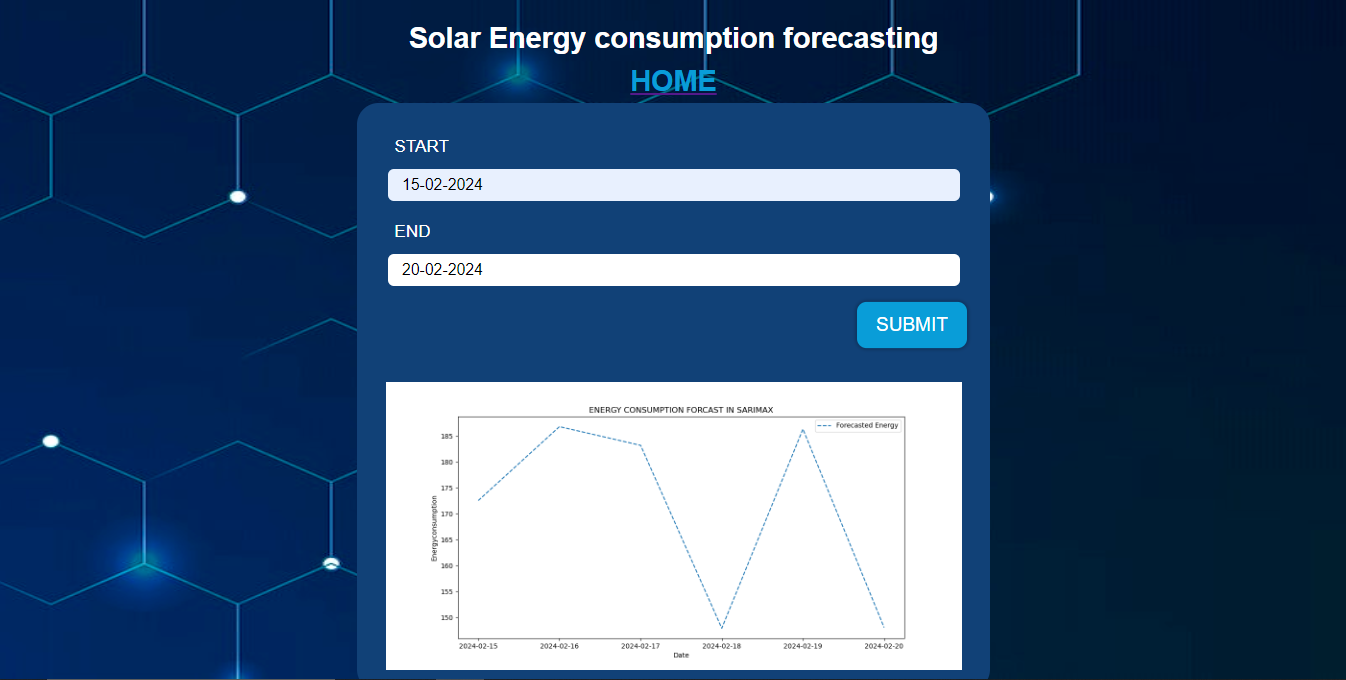 Solar Energy consumption forecasting
HOME
START
15-02-2024
END
20-02-2024
SUBMIT
ENERGY CONSUMPTION FORCAST IN SARIMAX
Forecasted Energy
185
180
175
170
165
160
155
150
Energyconsumption
2024-02-15 2024-02-16 2024-02-17 2024-02-18 2024-02-19 2024-02-20
Date